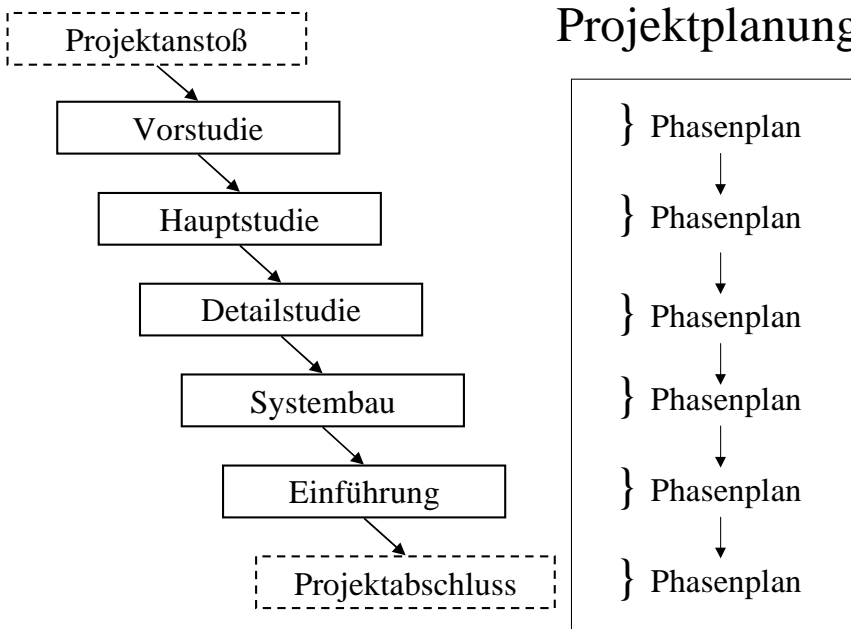 Projektanstoß
Vorstudie
Hauptstudie
Detailstudie
Systembau
Einführung
Projektabschluss
Projektplanung
} Phasenplan
} Phasenplan
} Phasenplan
} Phasenplan
} Phasenplan
} Phasenplan